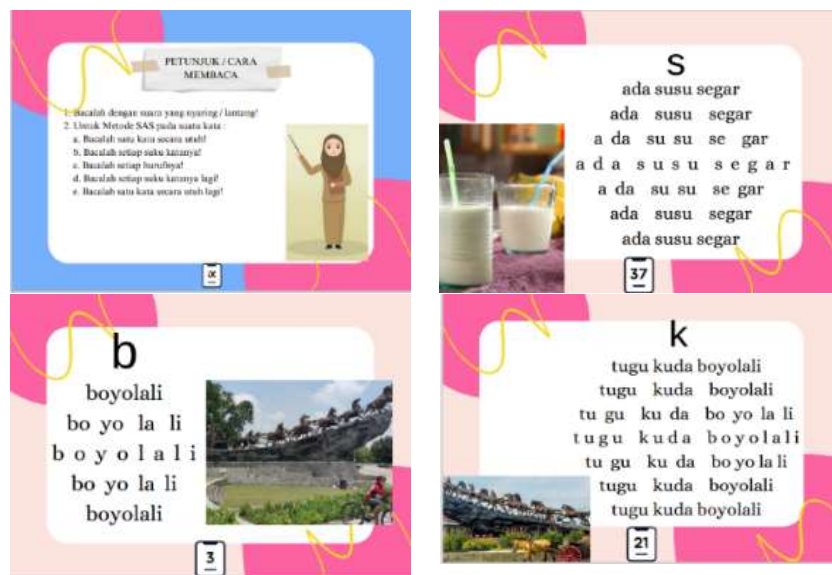 PETUNJUK / CARA
MEMBACA
1. Bacalah dengan suara yang nyaring / lantang!
2. Untuk Metode SAS pada suatu kata :
a. Bacalah satu kata secara utuh!
b. Bacalah setiap suku katanya!
c. Bacalah setiap hurufnya!
d. Bacalah setiap suku katanya lagi!
e. Bacalah satu kata secara utuh lagi!
ix
s
ada susu segar
ada susu segar
a da su su se gar
a d a s u s u s e g a r
a da su su se gar
ada susu segar
ada susu segar
37
b
boyolali
bo yo la li
b o y o l a l i
bo yo la li
boyolali
3
k
tugu kuda boyolali
tugu kuda boyolali
tu gu ku da bo yo la li
t u g u k u d a b o y o l a l i
tu gu ku da bo yo la li
tugu kuda boyolali
tugu kuda boyolali
21